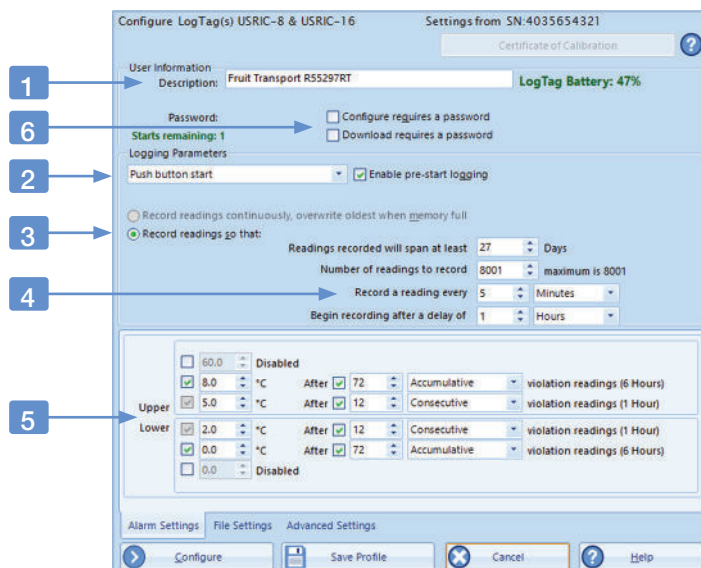 Configure LogTag(s) USRIC-8 & USRIC-16 Settings from SN:4035654321
Certificate of Calibration ?
User Information
1 Description: Fruit Transport R55297RT LogTag Battery: 47%
Password: Configure requires a password
6
Starts remaining: 1 Download requires a password
Logging Parameters
2 Push button start Enable pre-start logging
Record readings continuously, overwrite oldest when memory full
3 Record readings so that:
Readings recorded will span at least 27 Days
Number of readings to record 8001 maximum is 8001
4 Record a reading every 5 Minutes
Begin recording after a delay of 1 Hours
60.0 Disabled
8.0 °C After 72 Accumulative violation readings (6 Hours)
Upper 5.0 °C After 12 Consecutive violation readings (1 Hour)
5
Lower 2.0 °C After 12 Consecutive violation readings (1 Hour)
0.0 °C After 72 Accumulative violation readings (6 Hours)
0.0 Disabled
Alarm Settings File Settings Advanced Settings
Configure Save Profile Cancel ? Help